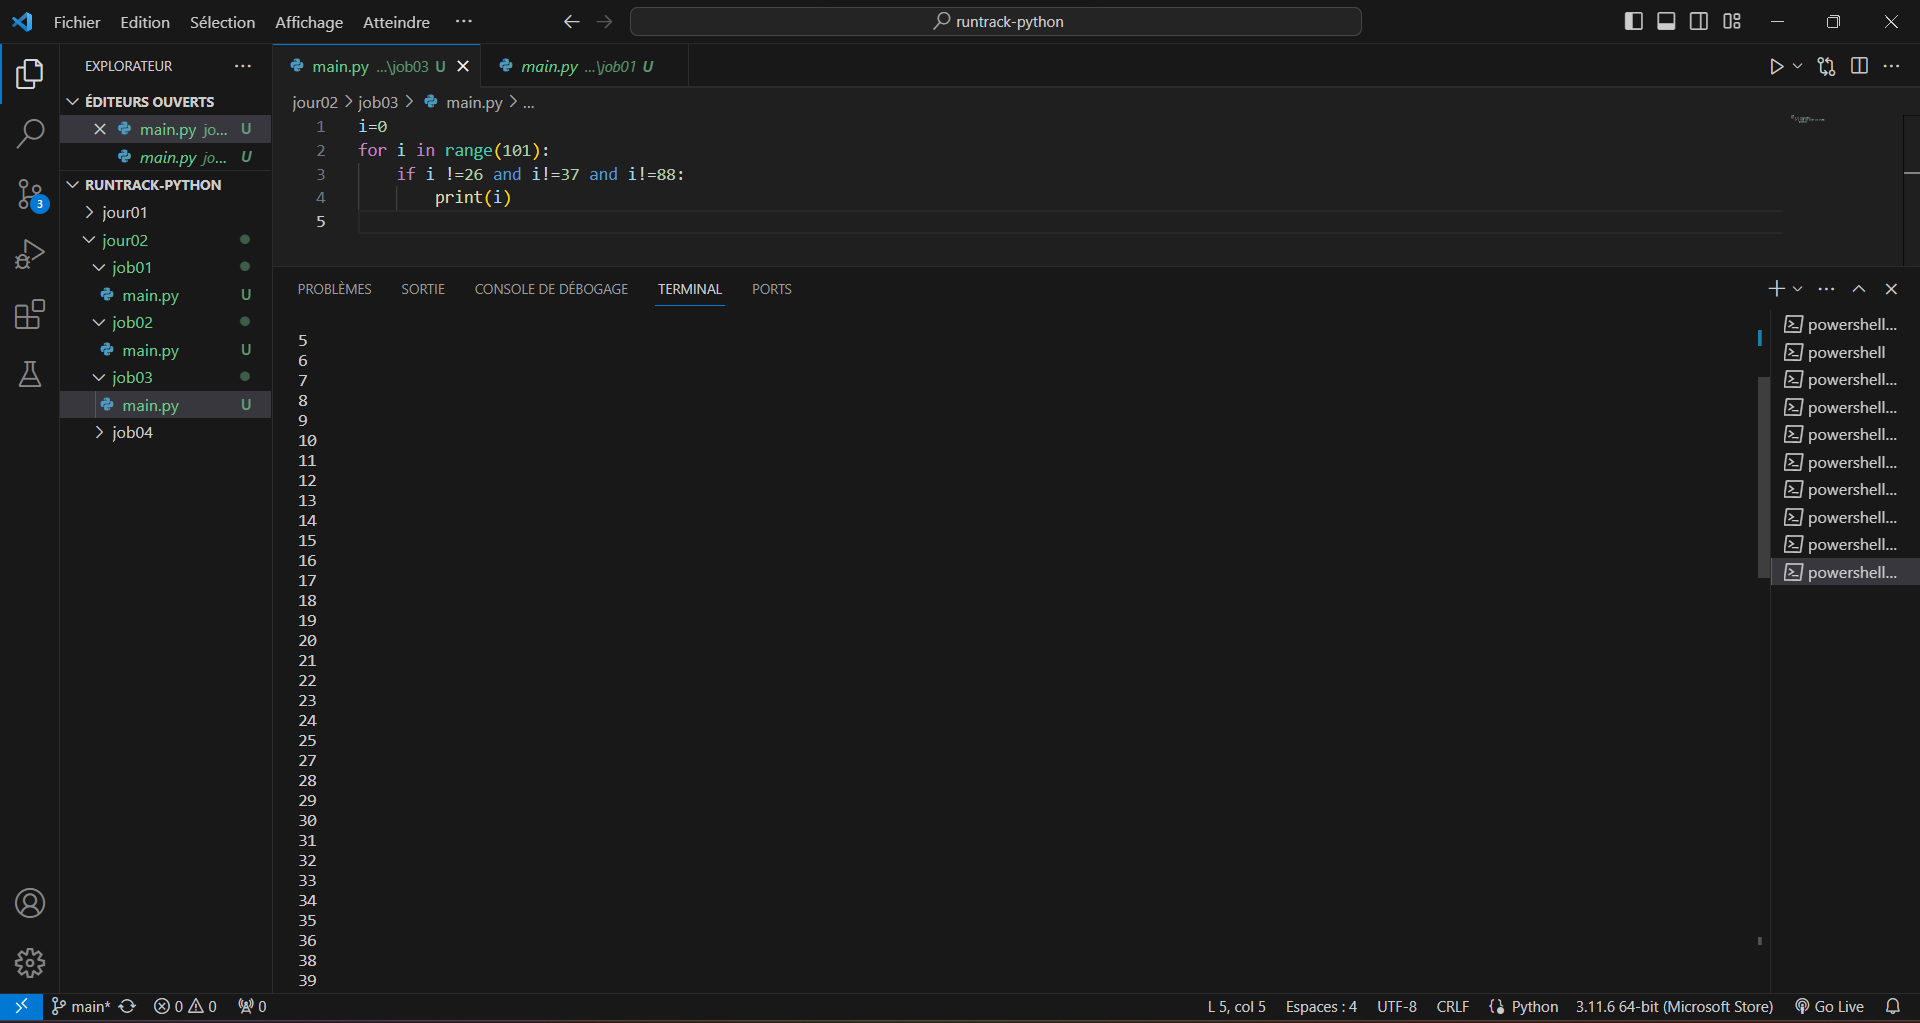 Fichier Edition Sélection Affichage Atteindre ··· runtrack-python
EXPLORATEUR ···
ÉDITEURS OUVERTS
main.py jo... U
main.py jo... U
RUNTRACK-PYTHON
jour01
jour02
job01
main.py U
job02
main.py U
job03
main.py U
job04
3
main.py ...\job03 U
main.py ...\job01 U
jour02 > job03 > main.py > ...
1 i=0
2 for i in range(101):
3 if i !=26 and i!=37 and i!=88:
4 print(i)
5
PROBLÈMES SORTIE CONSOLE DE DÉBOGAGE TERMINAL PORTS
5
6
7
8
9
10
11
12
13
14
15
16
17
18
19
20
21
22
23
24
25
27
28
29
30
31
32
33
34
35
36
38
39
powershell...
powershell
powershell...
powershell...
powershell...
powershell...
powershell...
powershell...
powershell...
powershell...
main* 0 0 0 L 5, col 5 Espaces : 4 UTF-8 CRLF Python 3.11.6 64-bit (Microsoft Store) Go Live